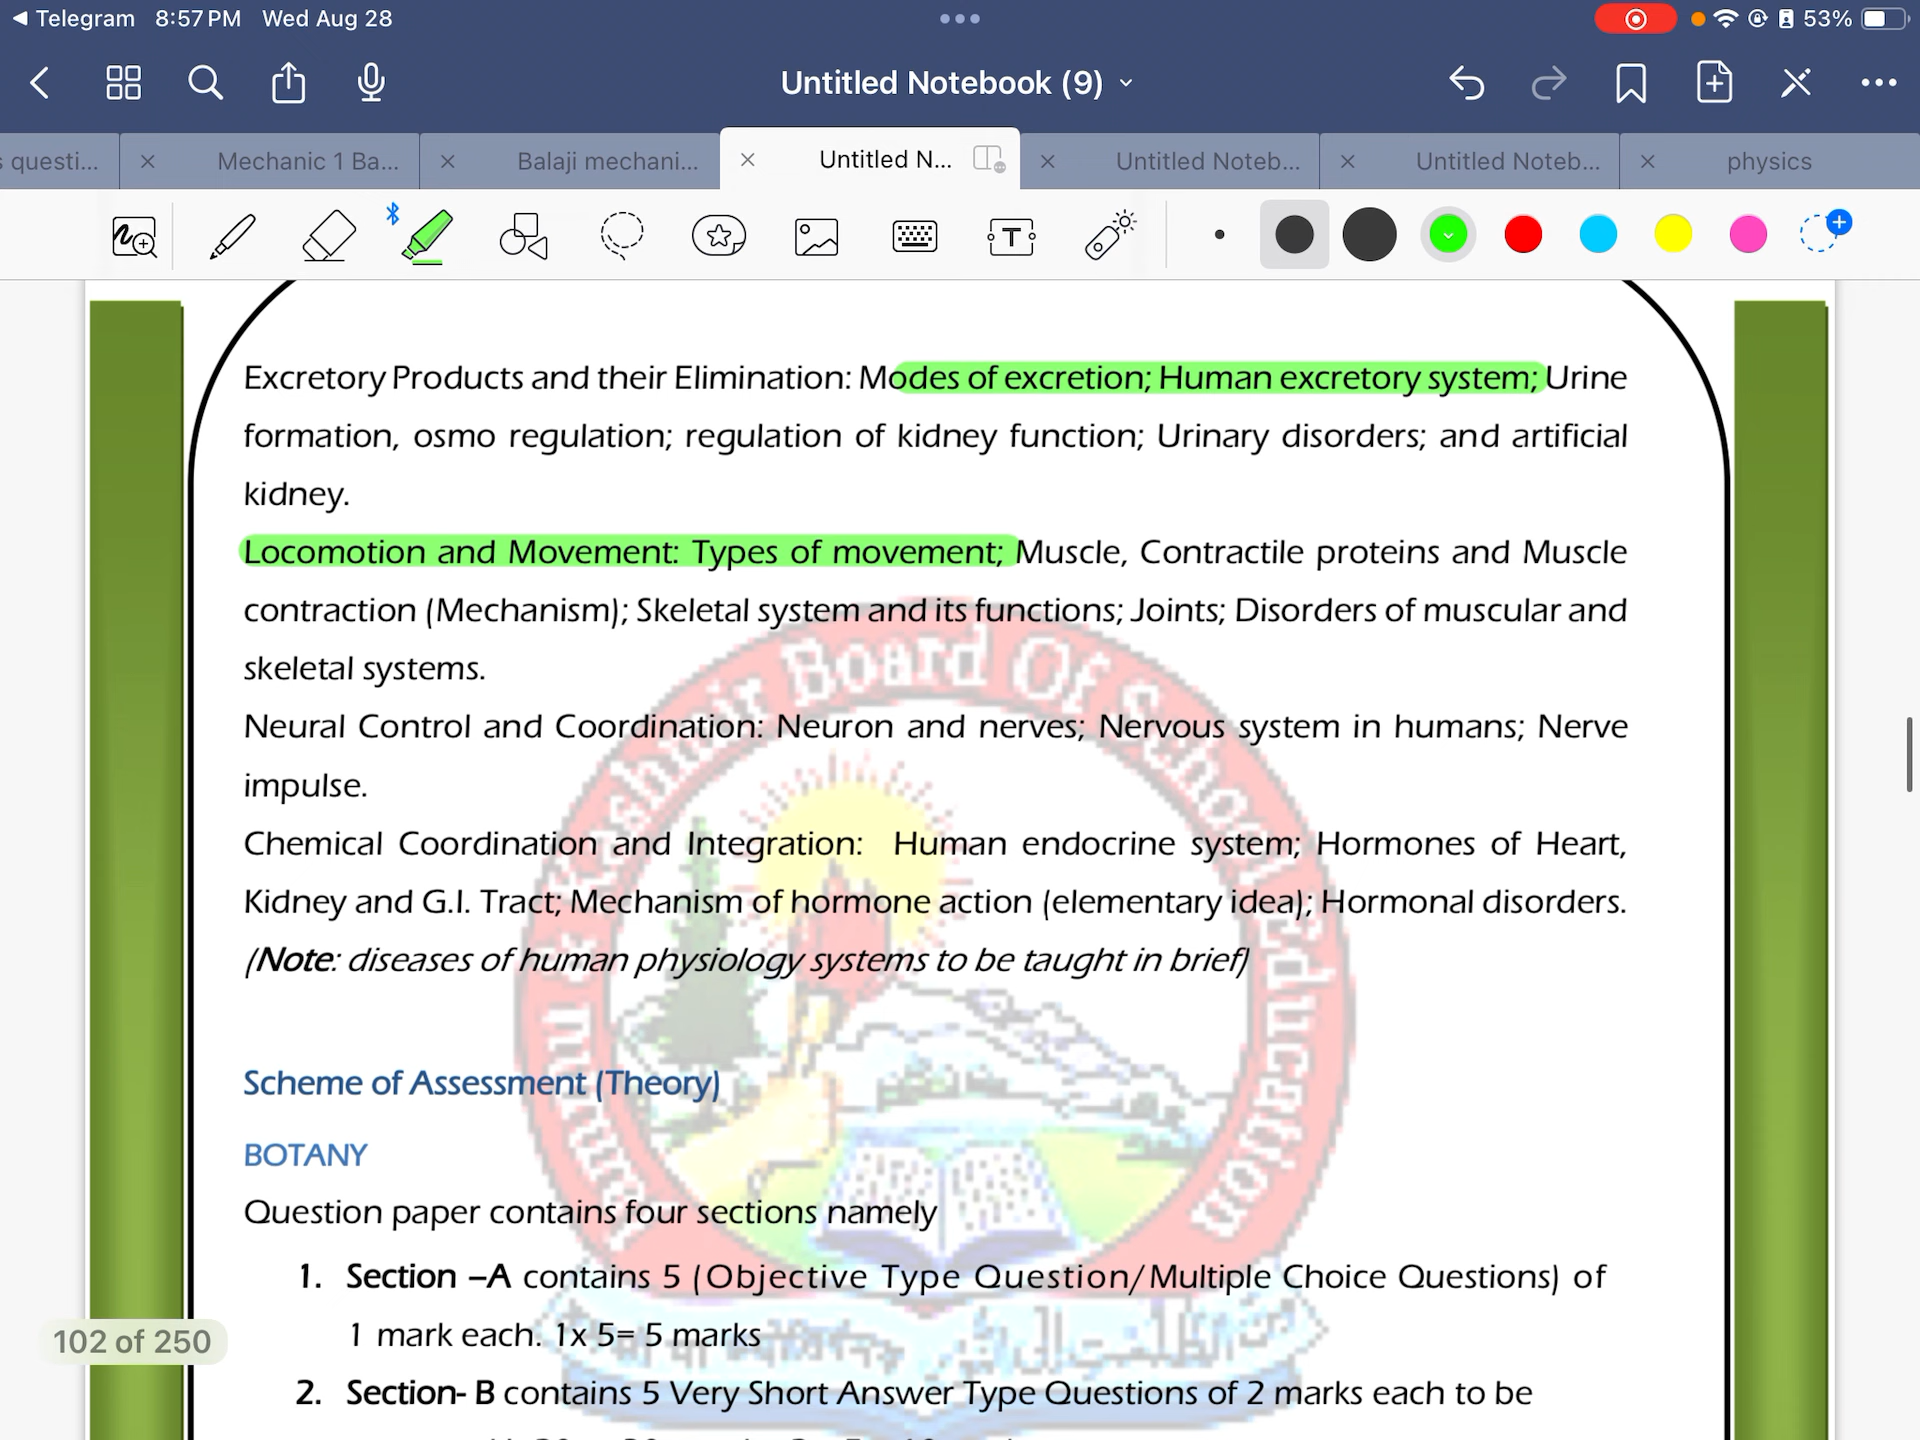 Telegram 8:57 PM Wed Aug 28
53%
Untitled Notebook (9)
s questi...
Mechanic 1 Ba...
Balaji mechani...
Untitled N...
Untitled Noteb...
Untitled Noteb...
physics
Excretory Products and their Elimination: Modes of excretion; Human excretory system; Urine
formation, osmo regulation; regulation of kidney function; Urinary disorders; and artificial
kidney.
Locomotion and Movement: Types of movement; Muscle, Contractile proteins and Muscle
contraction (Mechanism); Skeletal system and its functions; Joints; Disorders of muscular and
skeletal systems.
Neural Control and Coordination: Neuron and nerves; Nervous system in humans; Nerve
impulse.
Chemical Coordination and Integration: Human endocrine system; Hormones of Heart,
Kidney and G.I. Tract; Mechanism of hormone action (elementary idea); Hormonal disorders.
(Note: diseases of human physiology systems to be taught in brief)
Scheme of Assessment (Theory)
BOTANY
Question paper contains four sections namely
1. Section –A contains 5 (Objective Type Question/Multiple Choice Questions) of
1 mark each. 1x 5= 5 marks
2. Section- B contains 5 Very Short Answer Type Questions of 2 marks each to be
102 of 250
Kashmir Board Of School Education